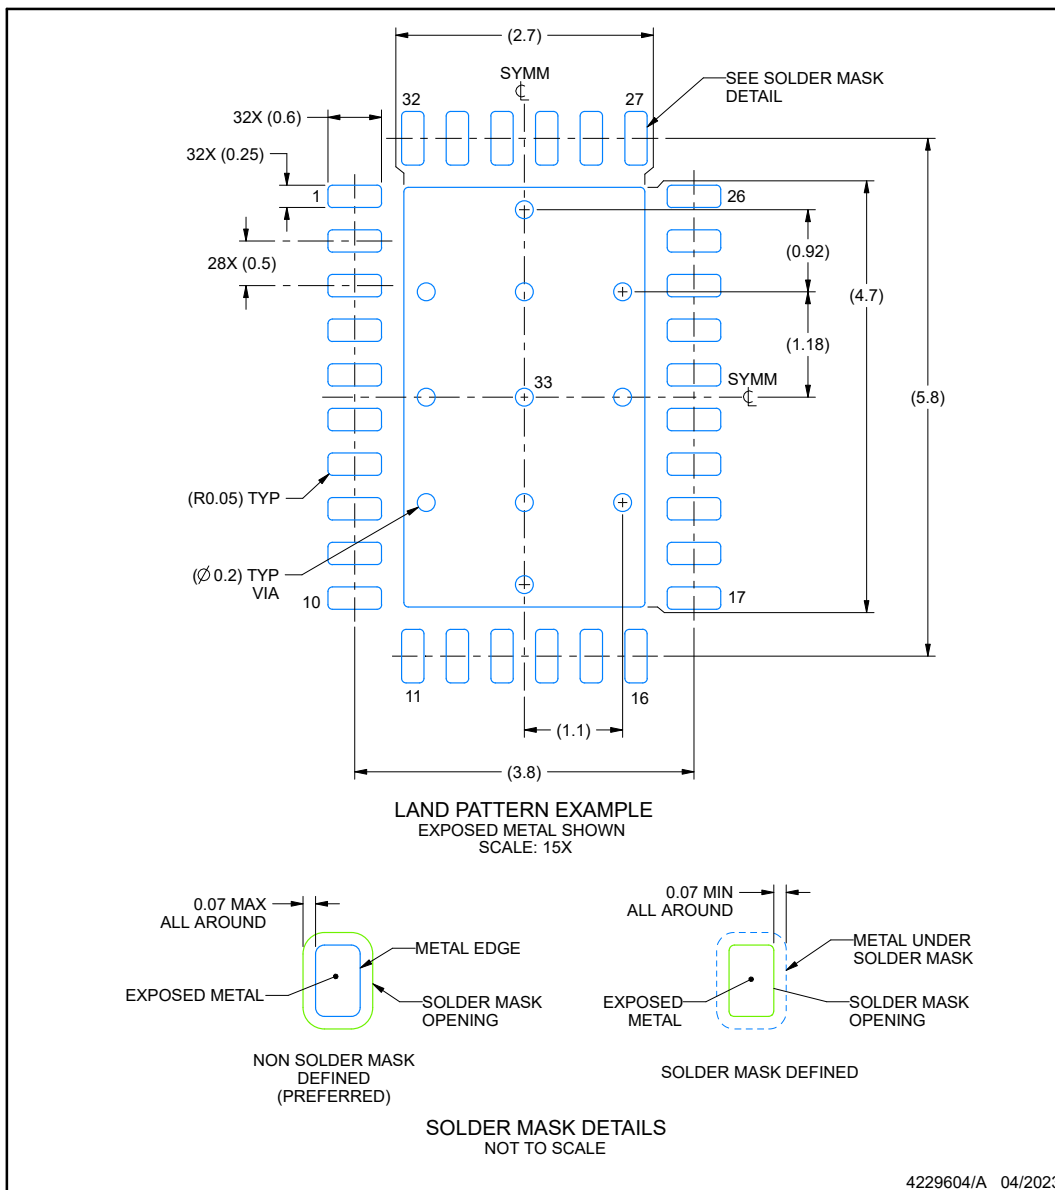 (2.7)
SYMM
℄
SEE SOLDER MASK
DETAIL
32
27
32X (0.6)
32X (0.25)
1
26
28X (0.5)
(0.92)
(4.7)
(1.18)
33
SYMM
℄
(5.8)
(R0.05) TYP
(∅ 0.2) TYP
VIA
10
17
11
16
(1.1)
(3.8)
LAND PATTERN EXAMPLE
EXPOSED METAL SHOWN
SCALE: 15X
0.07 MAX
ALL AROUND
METAL EDGE
EXPOSED METAL
SOLDER MASK
OPENING
NON SOLDER MASK
DEFINED
(PREFERRED)
0.07 MIN
ALL AROUND
METAL UNDER
SOLDER MASK
EXPOSED
METAL
SOLDER MASK
OPENING
SOLDER MASK DEFINED
SOLDER MASK DETAILS
NOT TO SCALE
4229604/A 04/2023